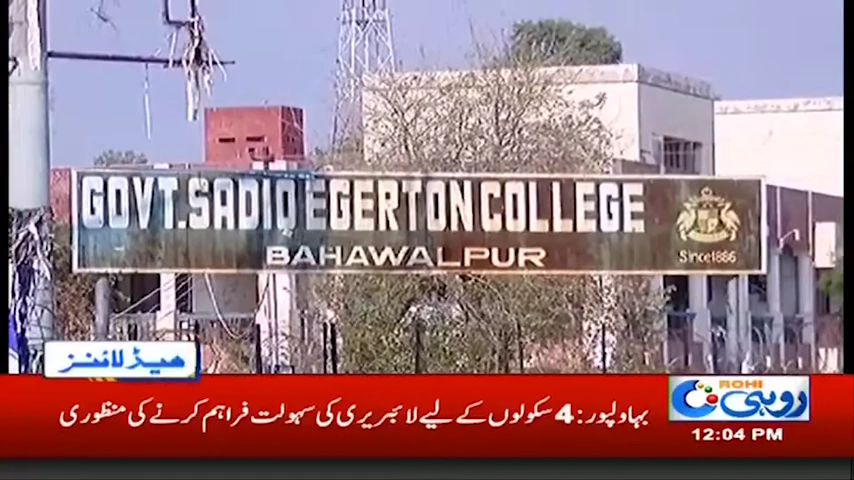 GOVT. SADIQ EGERTON COLLEGE
BAHAWALPUR
SINCe1886
ہیڈلائنز
بہاولپور: 4 سکولوں کے لیے لائبریری کی سہولت فراہم کرنے کی منظوری
ROHI
روہی
12:04 PM